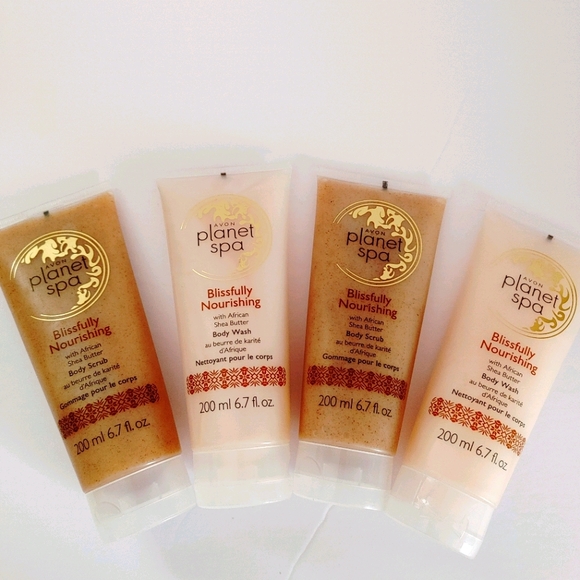 AVON
planet
spa
Blissfully
Nourishing
with African
Shea Butter
Body Scrub
au beurre de karité
d'Afrique
Gommage pour le corps
200 ml 6.7 fl. oz.
AVON
planet
spa
Blissfully
Nourishing
with African
Shea Butter
Body Wash
au beurre de karité
d'Afrique
Nettoyant pour le corps
200 ml 6.7 fl. oz.
AVON
planet
spa
Blissfully
Nourishing
with African
Shea Butter
Body Scrub
au beurre de karité
d'Afrique
Gommage pour le corps
200 ml 6.7 fl. oz.
AVON
planet
spa
Blissfully
Nourishing
with African
Shea Butter
Body Wash
au beurre de karité
d'Afrique
Nettoyant pour le corps
200 ml 6.7 fl. oz.